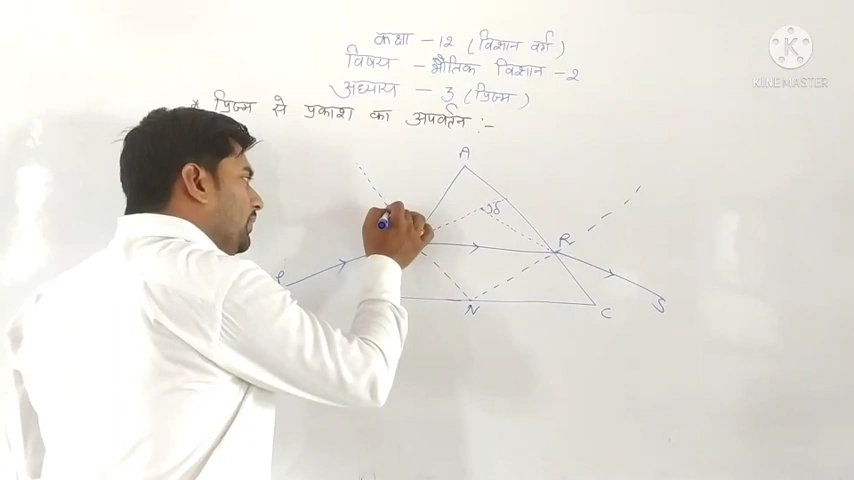 कक्षा - 12 (विज्ञान वर्ग)
विषय - भौतिक विज्ञान - 2
अध्याय - 3 (प्रिज्म)
* प्रिज्म से प्रकाश का अपवर्तन :-
A
δ
R
P
N
C
S
KINEMASTER